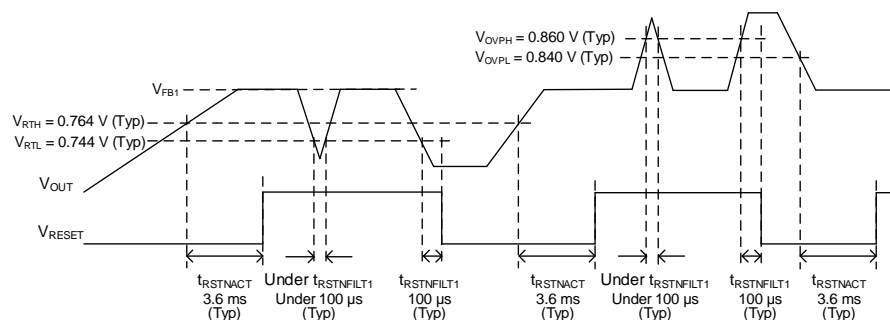 V_OVPH = 0.860 V (Typ)
V_OVPL = 0.840 V (Typ)
V_FB1
V_RTH = 0.764 V (Typ)
V_RTL = 0.744 V (Typ)
V_OUT
V_RESET
t_RSTNACT
3.6 ms
(Typ)
Under t_RSTNFILT1
Under 100 µs
(Typ)
t_RSTNFILT1
100 µs
(Typ)
t_RSTNACT
3.6 ms
(Typ)
Under t_RSTNFILT1
Under 100 µs
(Typ)
t_RSTNFILT1
100 µs
(Typ)
t_RSTNACT
3.6 ms
(Typ)